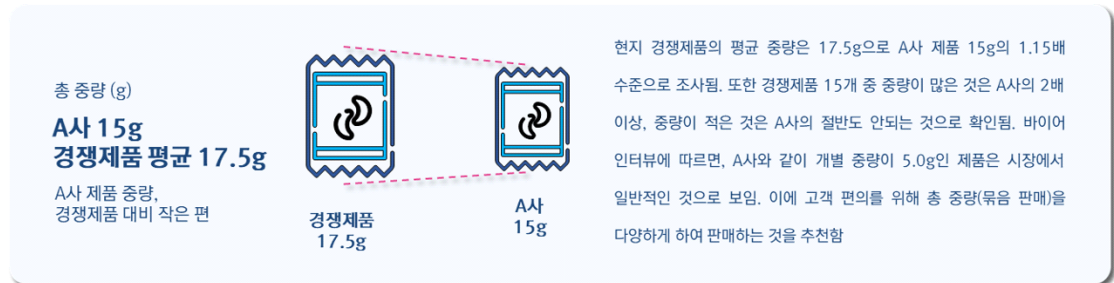 총 중량 (g)
A사 15g
경쟁제품 평균 17.5g
A사 제품 중량,
경쟁제품 대비 작은 편
경쟁제품
17.5g
A사
15g
현지 경쟁제품의 평균 중량은 17.5g으로 A사 제품 15g의 1.15배
수준으로 조사됨. 또한 경쟁제품 15개 중 중량이 많은 것은 A사의 2배
이상, 중량이 적은 것은 A사의 절반도 안되는 것으로 확인됨. 바이어
인터뷰에 따르면, A사와 같이 개별 중량이 5.0g인 제품은 시장에서
일반적인 것으로 보임. 이에 고객 편의를 위해 총 중량(묶음 판매)을
다양하게 하여 판매하는 것을 추천함